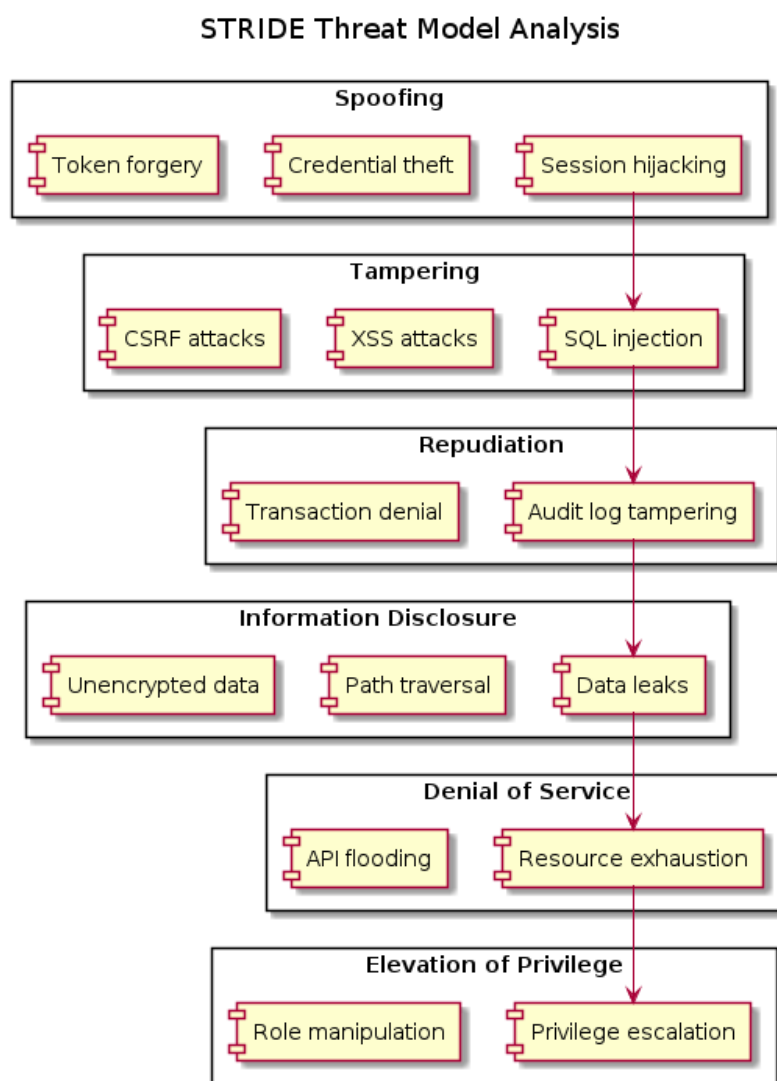 STRIDE Threat Model Analysis
Spoofing
Token forgery
Credential theft
Session hijacking
Tampering
CSRF attacks
XSS attacks
SQL injection
Repudiation
Transaction denial
Audit log tampering
Information Disclosure
Unencrypted data
Path traversal
Data leaks
Denial of Service
API flooding
Resource exhaustion
Elevation of Privilege
Role manipulation
Privilege escalation